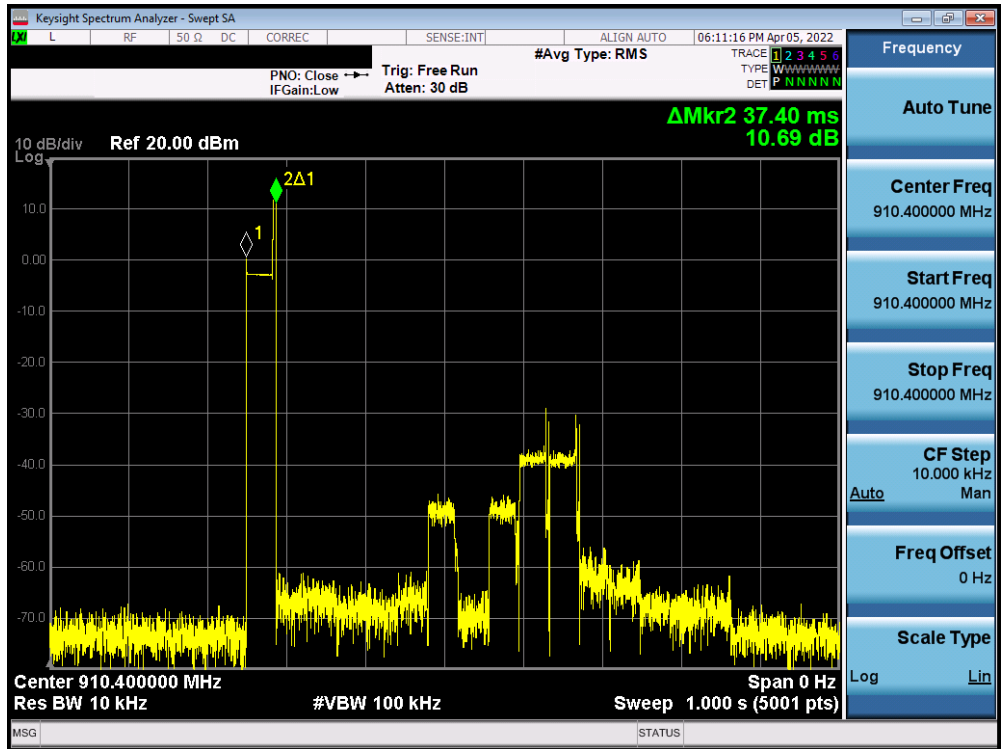 Keysight Spectrum Analyzer - Swept SA
LXI L RF 50 Ω DC CORREC SENSE:INT ALIGN AUTO 06:11:16 PM Apr 05, 2022
PNO: Close
IFGain:Low
Trig: Free Run
Atten: 30 dB
#Avg Type: RMS
TRACE 1 2 3 4 5 6
TYPE WWWWWW
DET P N N N N N
ΔMkr2 37.40 ms
10.69 dB
10 dB/div Ref 20.00 dBm
Log
2Δ1
1
10.0
0.00
-10.0
-20.0
-30.0
-40.0
-50.0
-60.0
-70.0
Center 910.400000 MHz Span 0 Hz
Res BW 10 kHz #VBW 100 kHz Sweep 1.000 s (5001 pts)
MSG STATUS
Frequency
Auto Tune
Center Freq
910.400000 MHz
Start Freq
910.400000 MHz
Stop Freq
910.400000 MHz
CF Step
10.000 kHz
Auto Man
Freq Offset
0 Hz
Scale Type
Log Lin